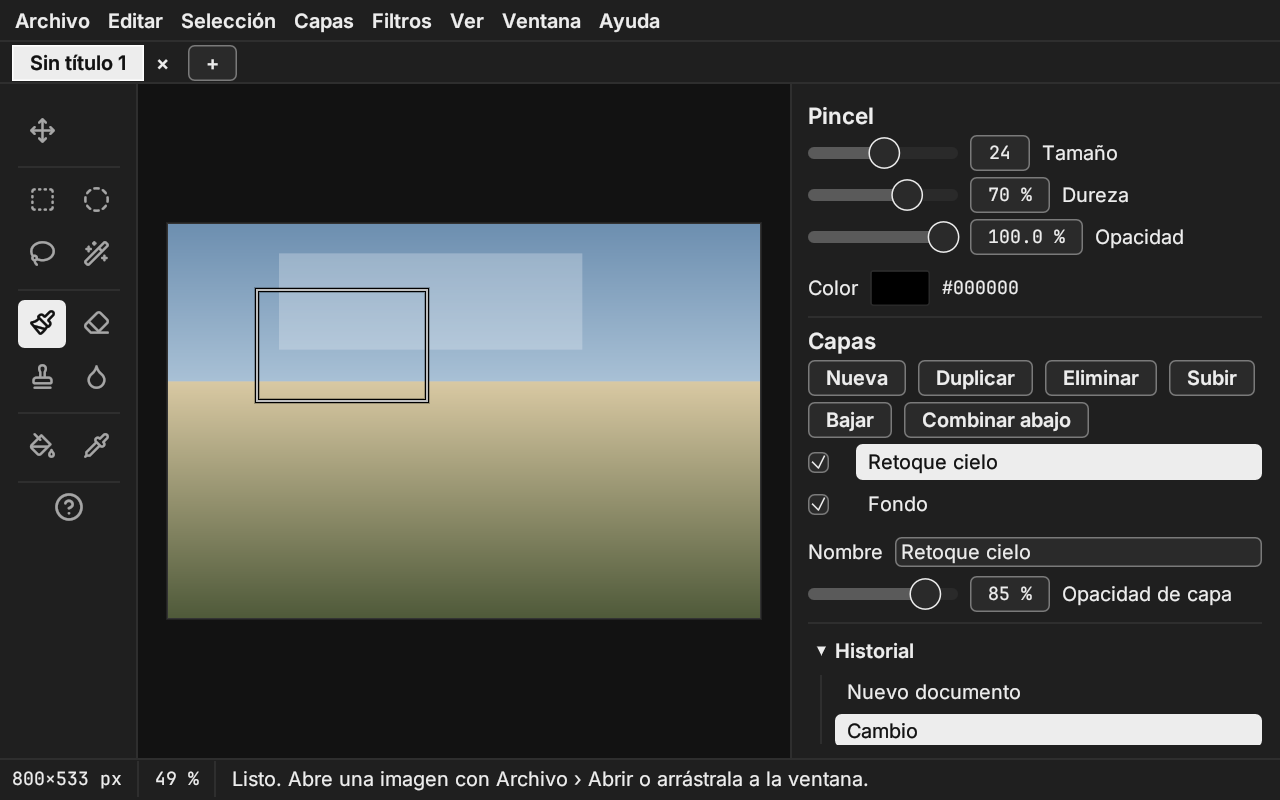 Archivo Editar Selección Capas Filtros Ver Ventana Ayuda
Sin título 1 × +
Pincel
24 Tamaño
70 % Dureza
100.0 % Opacidad
Color #000000
Capas
Nueva Duplicar Eliminar Subir
Bajar Combinar abajo
Retoque cielo
Fondo
Nombre Retoque cielo
85 % Opacidad de capa
▼ Historial
Nuevo documento
Cambio
800×533 px 49 % Listo. Abre una imagen con Archivo › Abrir o arrástrala a la ventana.